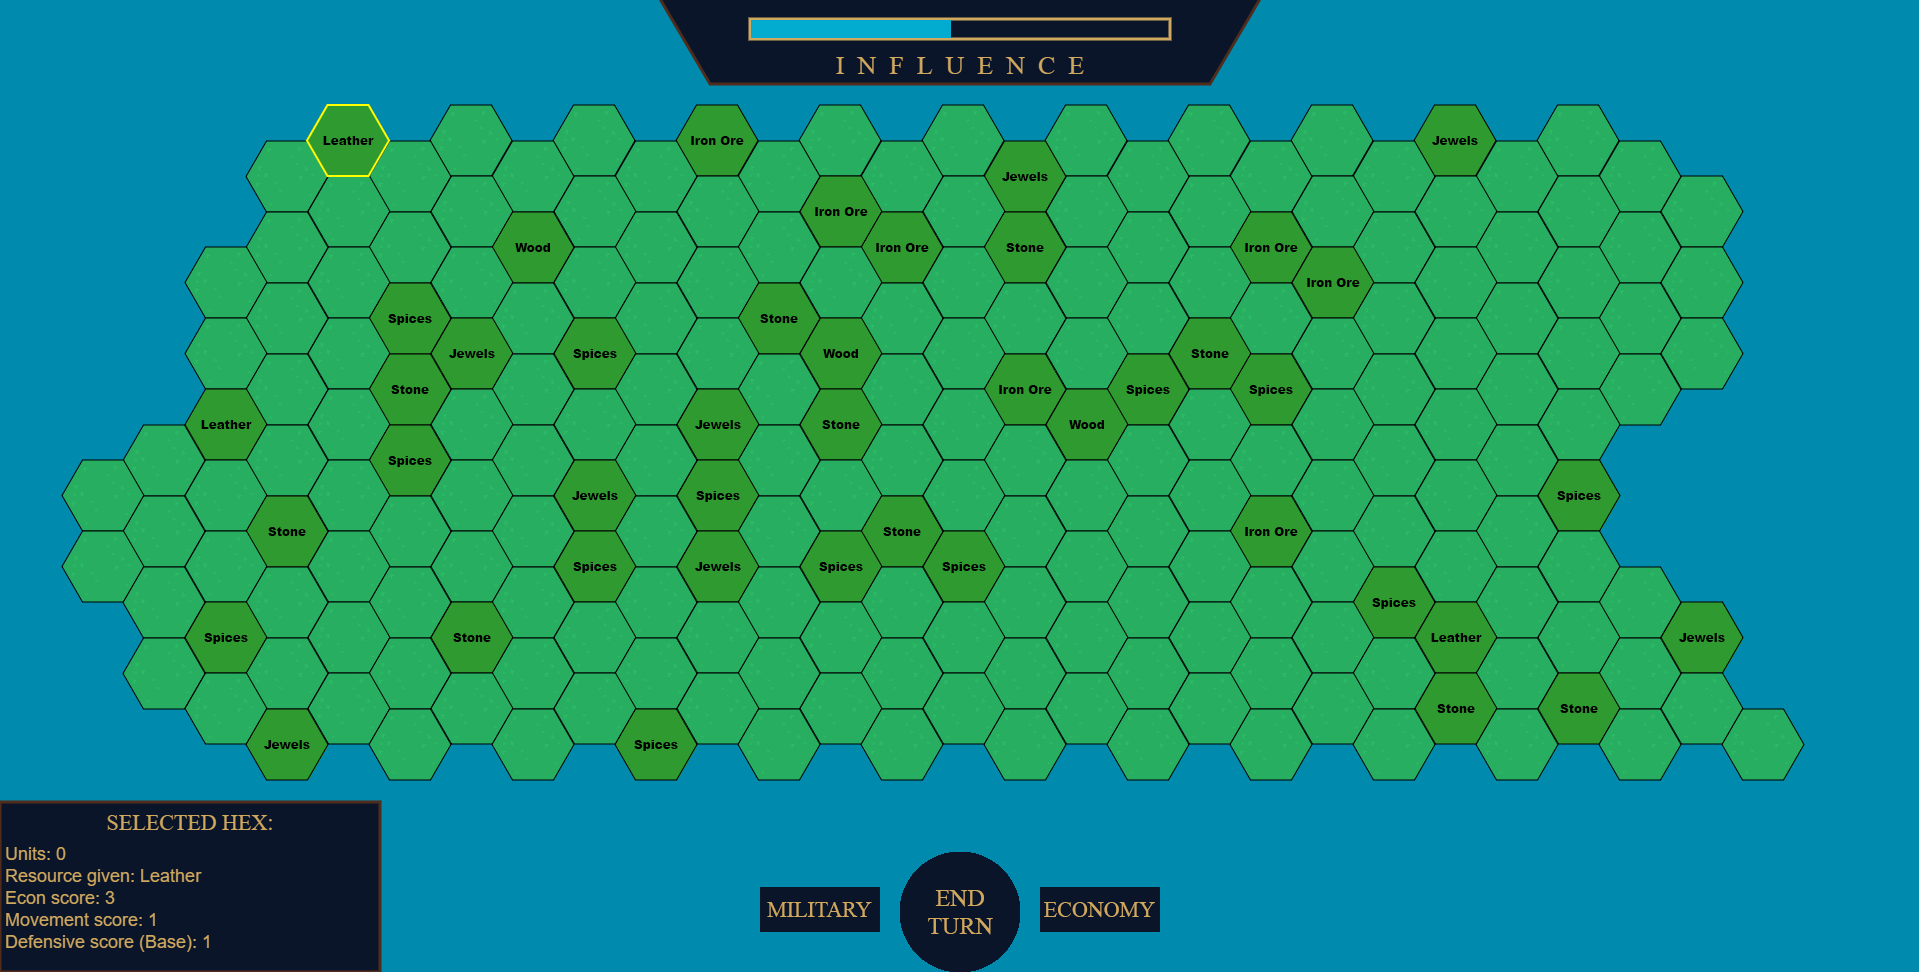 INFLUENCE
Leather
Iron Ore
Jewels
Jewels
Iron Ore
Wood
Iron Ore
Stone
Iron Ore
Iron Ore
Spices
Stone
Jewels
Spices
Wood
Stone
Stone
Iron Ore
Spices
Spices
Leather
Jewels
Stone
Wood
Spices
Jewels
Spices
Spices
Stone
Stone
Iron Ore
Spices
Jewels
Spices
Spices
Spices
Spices
Stone
Leather
Jewels
Stone
Stone
Jewels
Spices
SELECTED HEX:
Units: 0
Resource given: Leather
Econ score: 3
Movement score: 1
Defensive score (Base): 1
MILITARY
END
TURN
ECONOMY